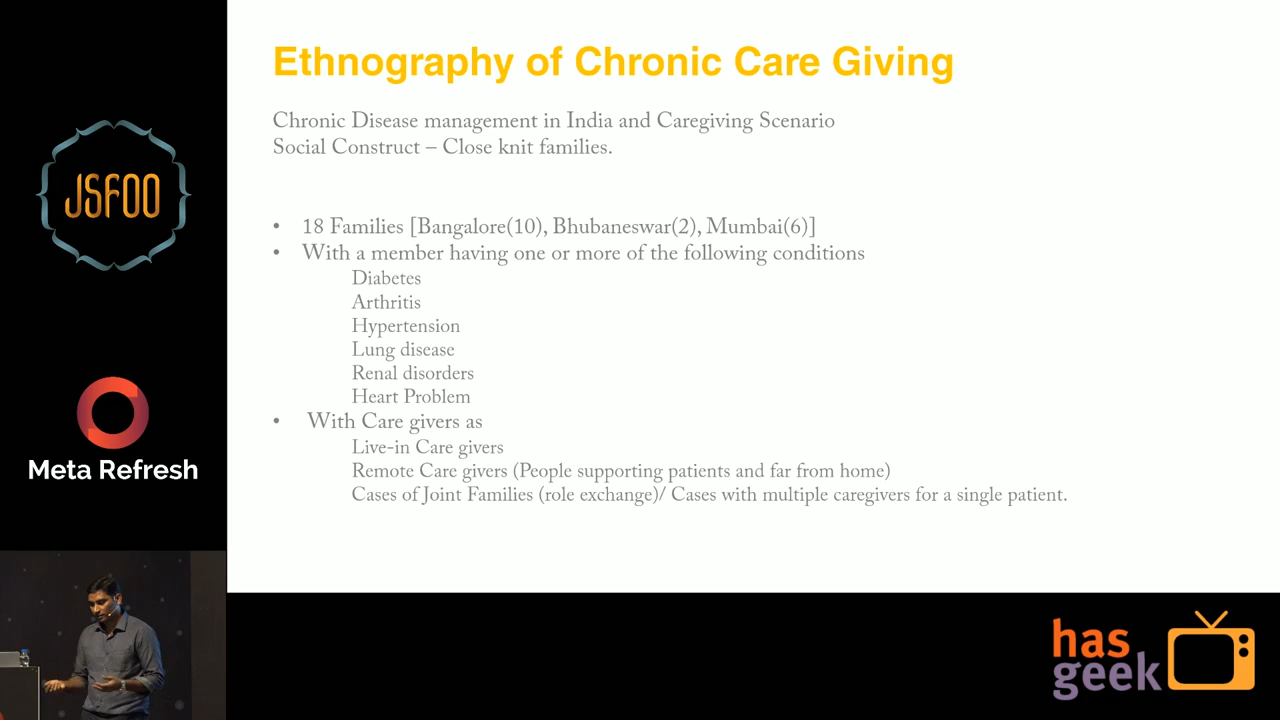 Ethnography of Chronic Care Giving
Chronic Disease management in India and Caregiving Scenario
Social Construct – Close knit families.
• 18 Families [Bangalore(10), Bhubaneswar(2), Mumbai(6)]
• With a member having one or more of the following conditions
Diabetes
Arthritis
Hypertension
Lung disease
Renal disorders
Heart Problem
• With Care givers as
Live-in Care givers
Remote Care givers (People supporting patients and far from home)
Cases of Joint Families (role exchange)/ Cases with multiple caregivers for a single patient.
JSFOO
Meta Refresh
has
geek